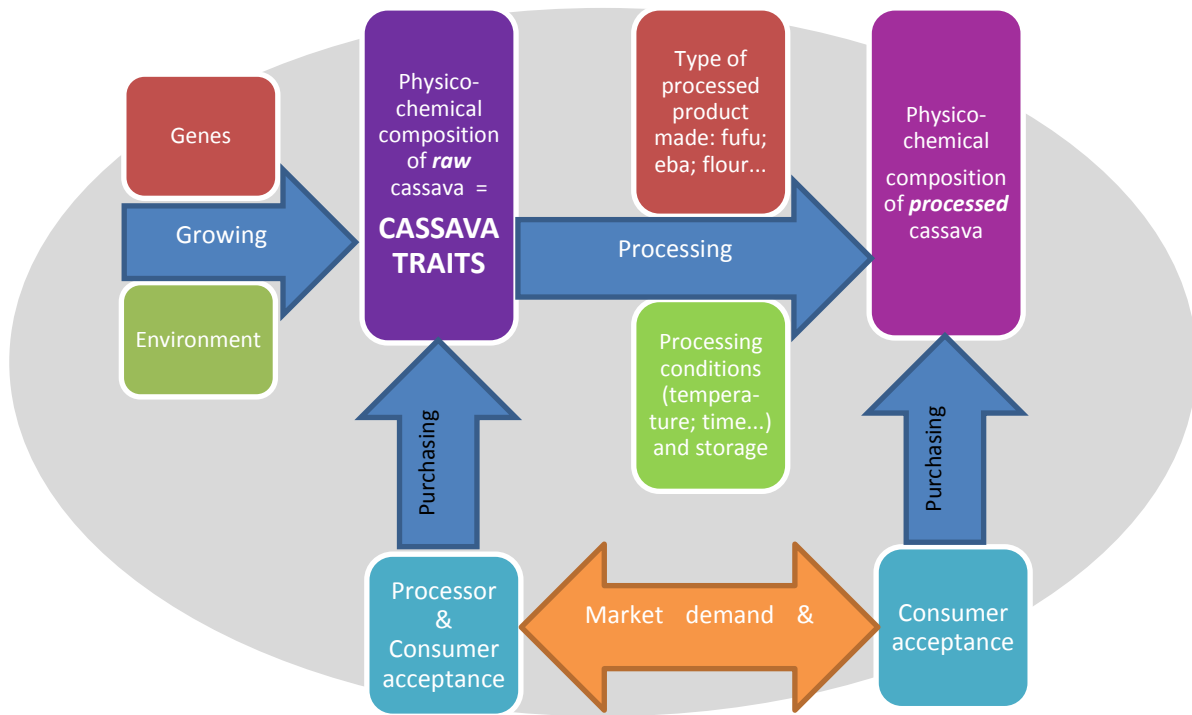 Genes
Growing
Environment
Physico-
chemical
composition
of raw
cassava =
CASSAVA
TRAITS
Type of
processed
product
made: fufu;
eba; flour...
Processing
Processing
conditions
(tempera-
ture; time...)
and storage
Physico-
chemical
composition
of processed
cassava
Purchasing
Purchasing
Processor
&
Consumer
acceptance
Market demand &
Consumer
acceptance